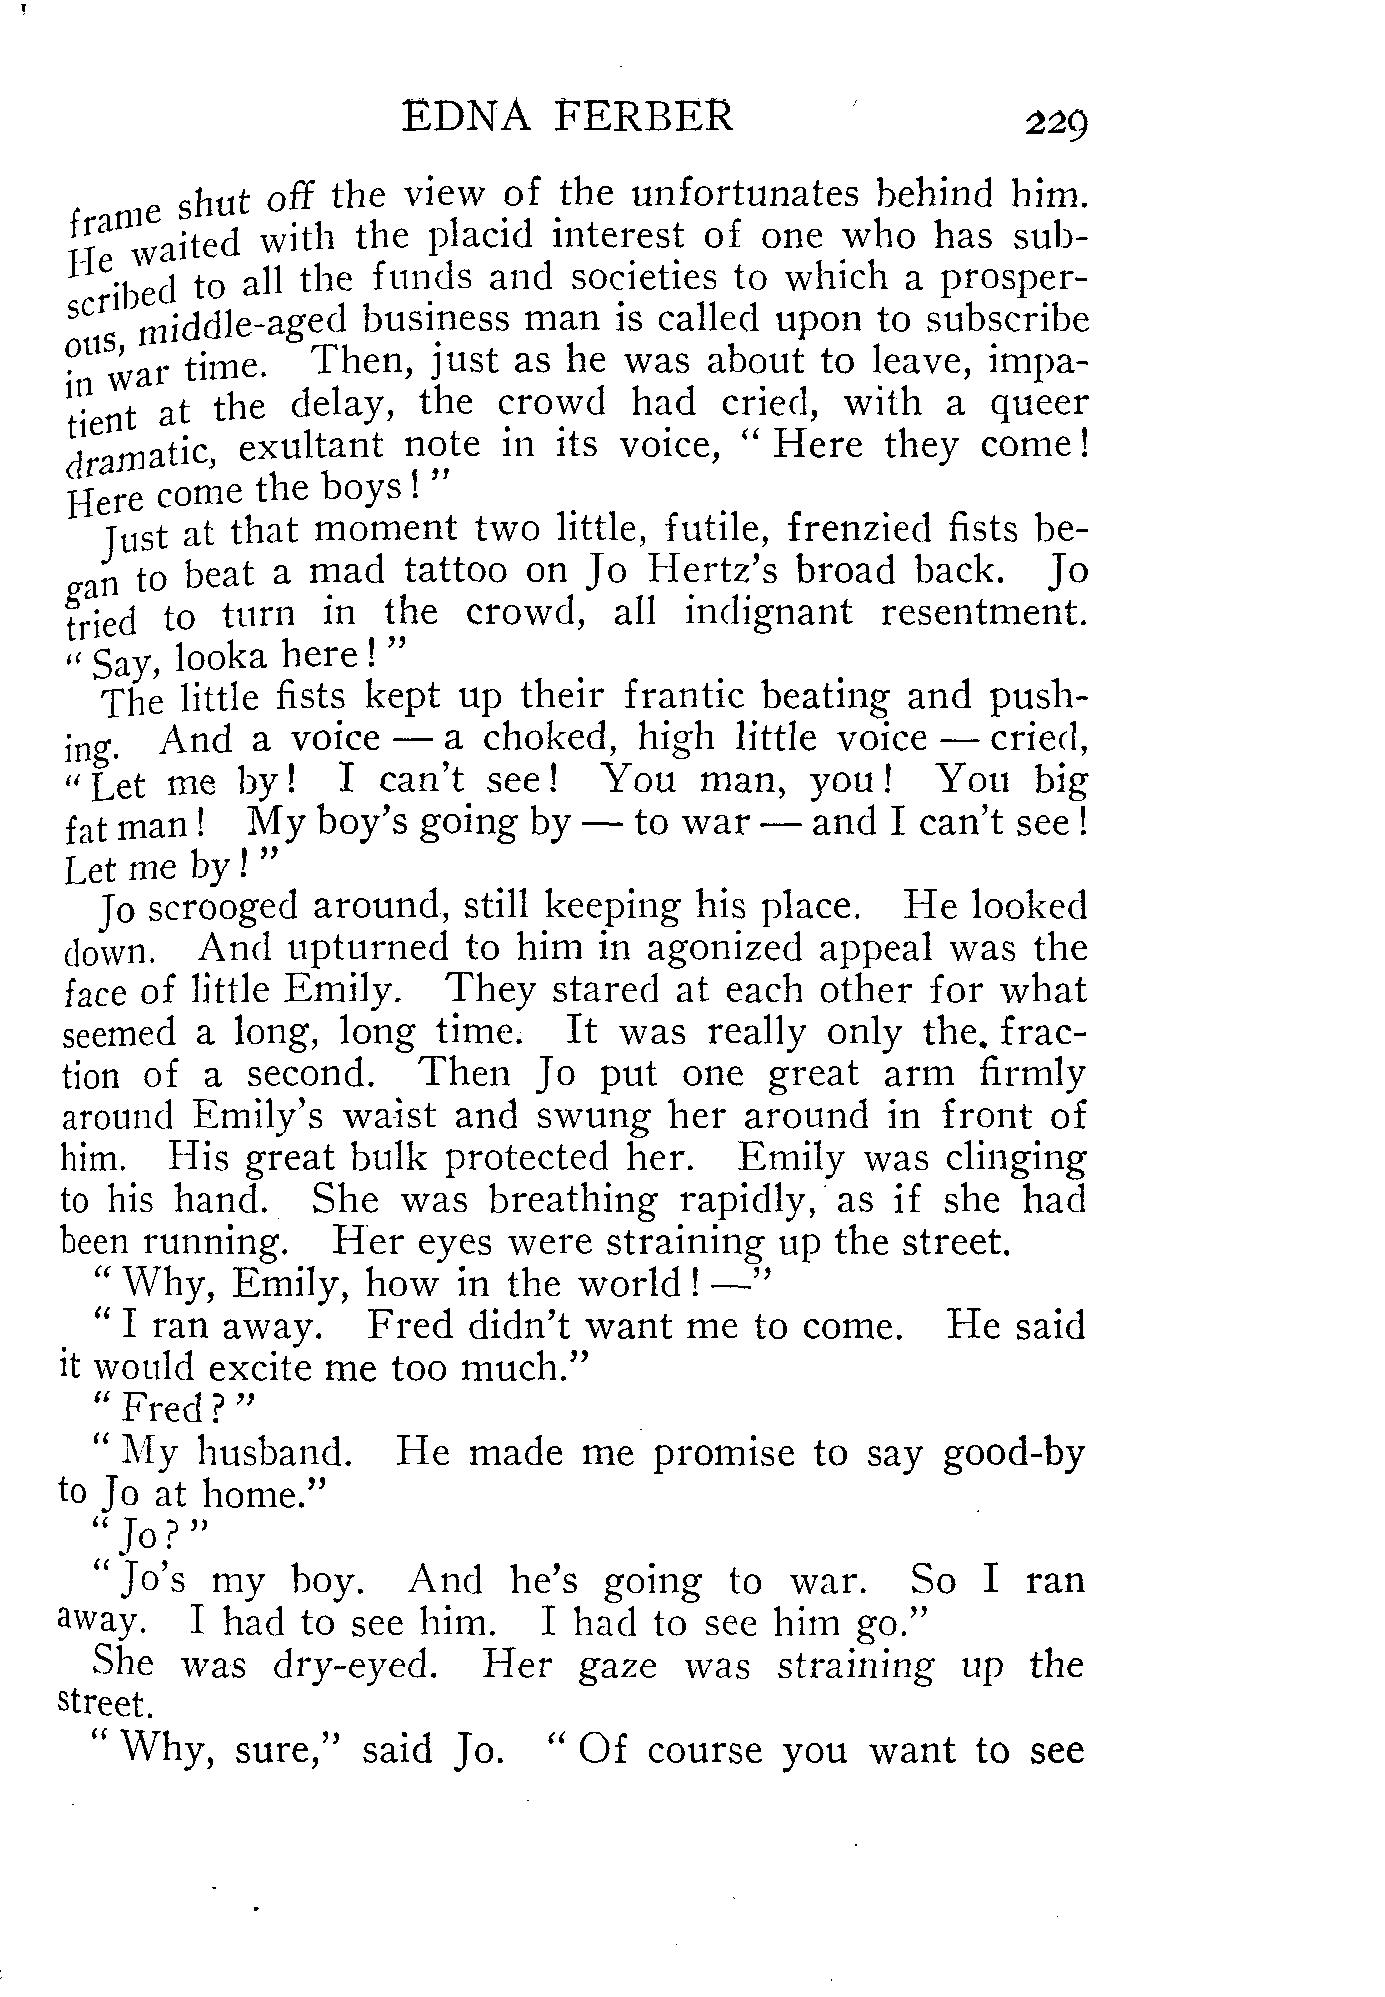 EDNA FERBER 229
frame shut off the view of the unfortunates behind him.
He waited with the placid interest of one who has sub-
scribed to all the funds and societies to which a prosper-
ous, middle-aged business man is called upon to subscribe
in war time. Then, just as he was about to leave, impa-
tient at the delay, the crowd had cried, with a queer
dramatic, exultant note in its voice, "Here they come!
Here come the boys!"
Just at that moment two little, futile, frenzied fists be-
gan to beat a mad tattoo on Jo Hertz's broad back. Jo
tried to turn in the crowd, all indignant resentment.
"Say, looka here!"
The little fists kept up their frantic beating and push-
ing. And a voice — a choked, high little voice — cried,
"Let me by! I can't see! You man, you! You big
fat man! My boy's going by — to war — and I can't see!
Let me by!"
Jo scrooged around, still keeping his place. He looked
down. And upturned to him in agonized appeal was the
face of little Emily. They stared at each other for what
seemed a long, long time. It was really only the. frac-
tion of a second. Then Jo put one great arm firmly
around Emily's waist and swung her around in front of
him. His great bulk protected her. Emily was clinging
to his hand. She was breathing rapidly, as if she had
been running. Her eyes were straining up the street.
"Why, Emily, how in the world! —"
"I ran away. Fred didn't want me to come. He said
it would excite me too much."
"Fred?"
"My husband. He made me promise to say good-by
to Jo at home."
"Jo?"
"Jo's my boy. And he's going to war. So I ran
away. I had to see him. I had to see him go."
She was dry-eyed. Her gaze was straining up the
street.
"Why, sure," said Jo. "Of course you want to see